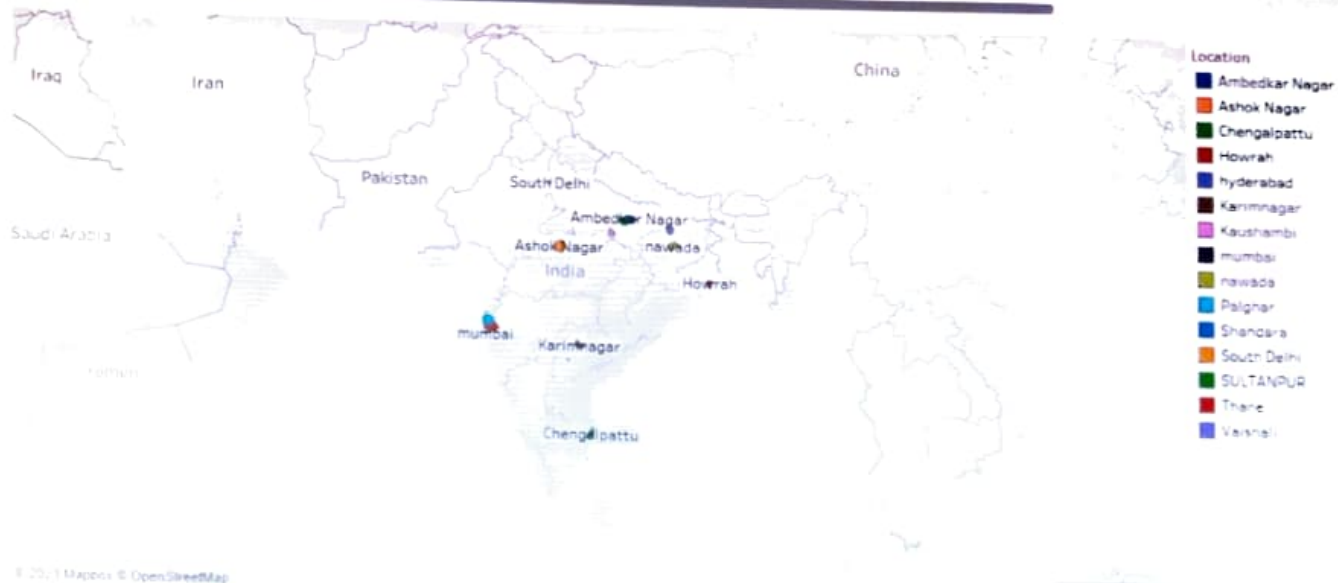 Iraq
Iran
China
Pakistan
South Delhi
Ambedkar Nagar
Saudi Arabia
Ashok Nagar
nawada
India
Howrah
mumbai
Karimnagar
Chengalpattu
Location
Ambedkar Nagar
Ashok Nagar
Chengalpattu
Howrah
hyderabad
Karimnagar
Kaushambi
mumbai
nawada
Palghar
Shahdara
South Delhi
SULTANPUR
Thane
Vaishali
Mapbox © OpenStreetMap